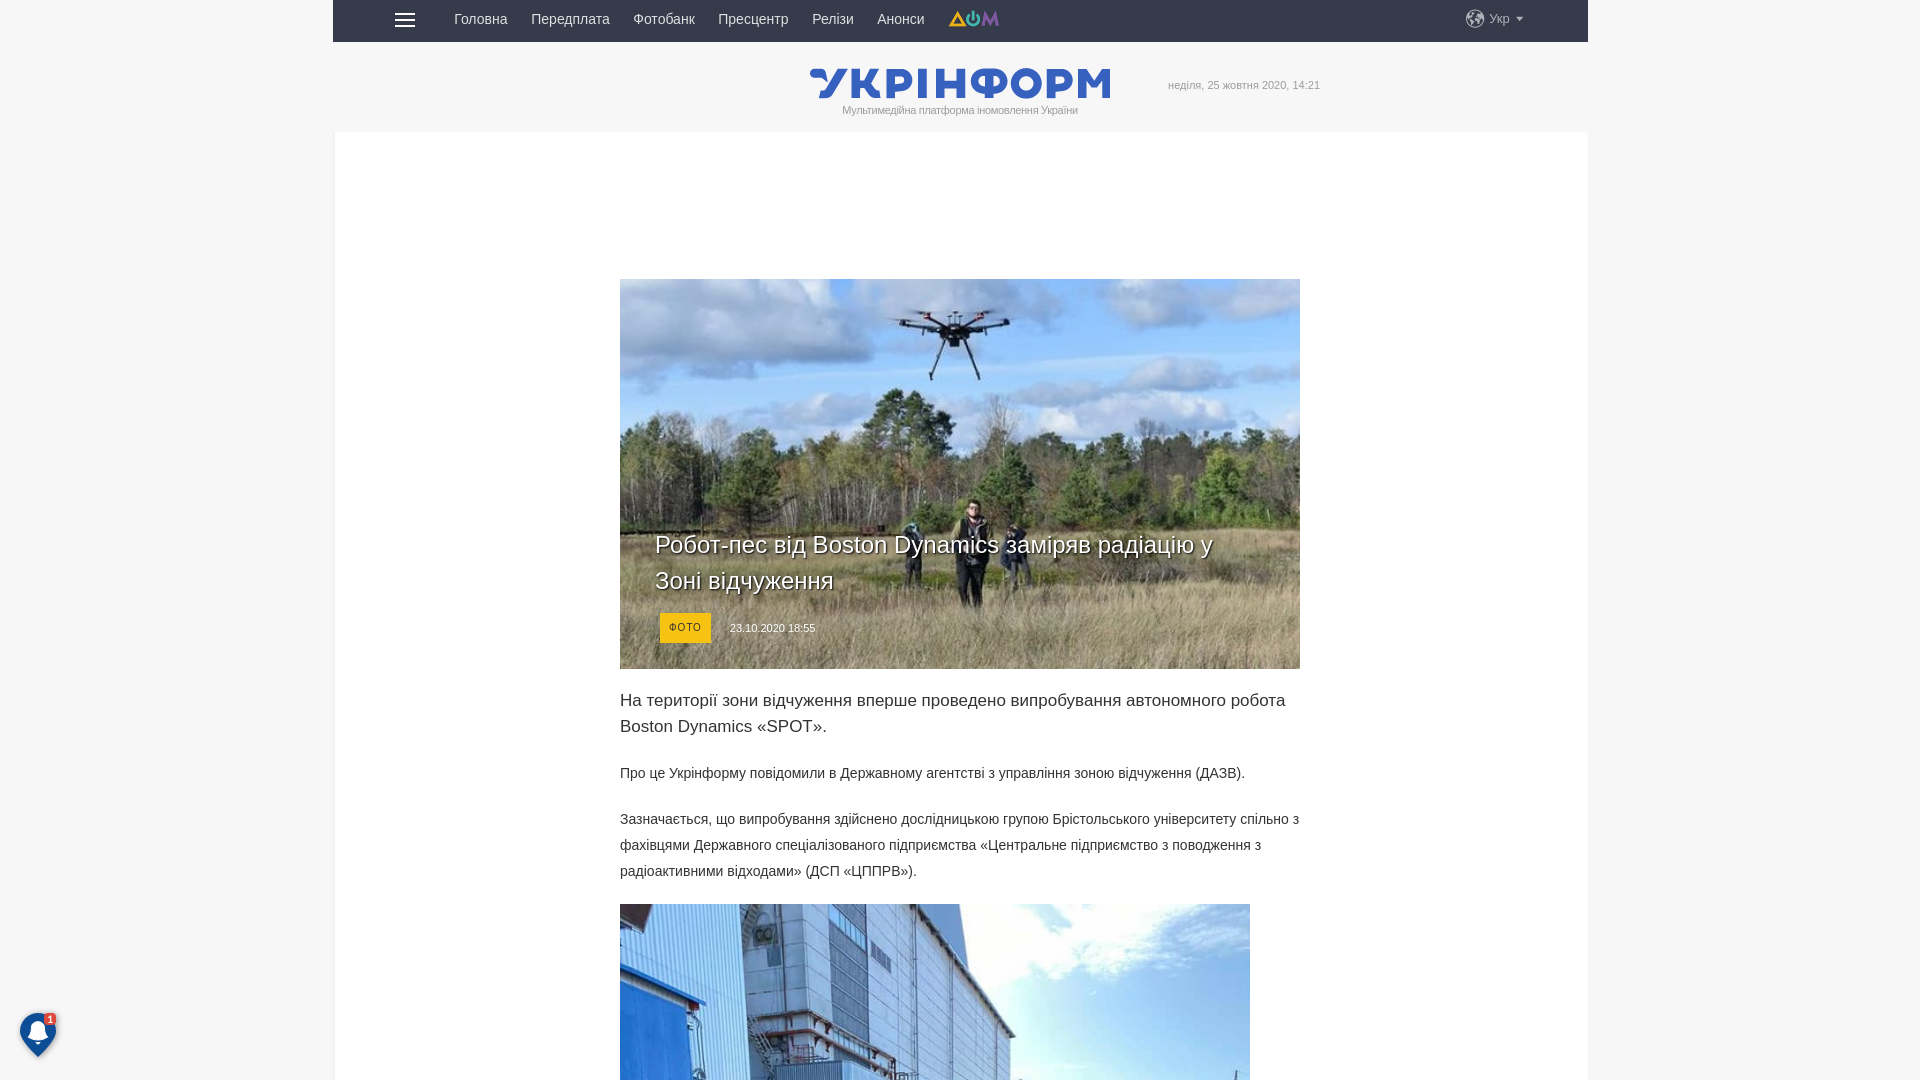 Головна Передплата Фотобанк Пресцентр Релізи Анонси ДОМ Укр
УКРІНФОРМ
неділя, 25 жовтня 2020, 14:21
Мультимедійна платформа іномовлення України
Робот-пес від Boston Dynamics заміряв радіацію у
Зоні відчуження
ФОТО 23.10.2020 18:55
На території зони відчуження вперше проведено випробування автономного робота
Boston Dynamics «SPOT».
Про це Укрінформу повідомили в Державному агентстві з управління зоною відчуження (ДАЗВ).
Зазначається, що випробування здійснено дослідницькою групою Брістольського університету спільно з
фахівцями Державного спеціалізованого підприємства «Центральне підприємство з поводження з
радіоактивними відходами» (ДСП «ЦППРВ»).
1